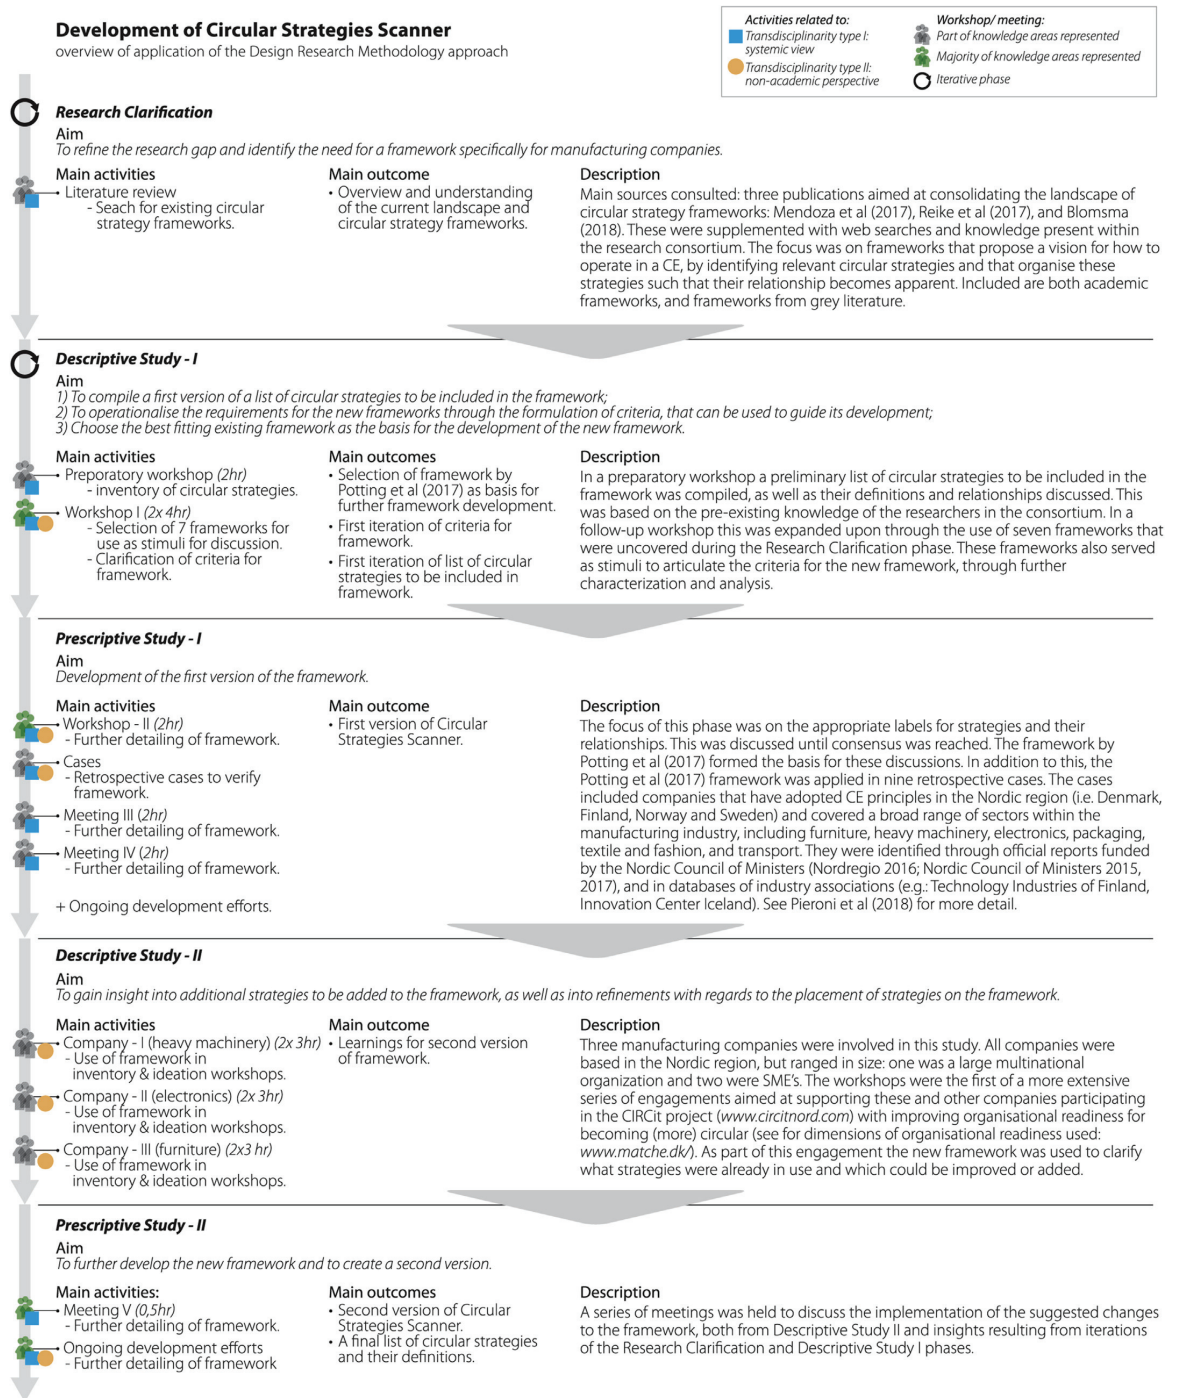 Development of Circular Strategies Scanner
overview of application of the Design Research Methodology approach
Activities related to:
Transdisciplinarity type I:
systemic view
Transdisciplinarity type II:
non-academic perspective
Workshop/ meeting:
Part of knowledge areas represented
Majority of knowledge areas represented
Iterative phase
Research Clarification
Aim
To refine the research gap and identify the need for a framework specifically for manufacturing companies.
Main activities
• Literature review
- Seach for existing circular
strategy frameworks.
Main outcome
• Overview and understanding
of the current landscape and
circular strategy frameworks.
Description
Main sources consulted: three publications aimed at consolidating the landscape of
circular strategy frameworks: Mendoza et al (2017), Reike et al (2017), and Blomsma
(2018). These were supplemented with web searches and knowledge present within
the research consortium. The focus was on frameworks that propose a vision for how to
operate in a CE, by identifying relevant circular strategies and that organise these
strategies such that their relationship becomes apparent. Included are both academic
frameworks, and frameworks from grey literature.
Descriptive Study - I
Aim
1) To compile a first version of a list of circular strategies to be included in the framework;
2) To operationalise the requirements for the new frameworks through the formulation of criteria, that can be used to guide its development;
3) Choose the best fitting existing framework as the basis for the development of the new framework.
Main activities
• Preporatory workshop (2hr)
- inventory of circular strategies.
• Workshop I (2x 4hr)
- Selection of 7 frameworks for
use as stimuli for discussion.
- Clarification of criteria for
framework.
Main outcomes
• Selection of framework by
Potting et al (2017) as basis for
further framework development.
• First iteration of criteria for
framework.
• First iteration of list of circular
strategies to be included in
framework.
Description
In a preparatory workshop a preliminary list of circular strategies to be included in the
framework was compiled, as well as their definitions and relationships discussed. This
was based on the pre-existing knowledge of the researchers in the consortium. In a
follow-up workshop this was expanded upon through the use of seven frameworks that
were uncovered during the Research Clarification phase. These frameworks also served
as stimuli to articulate the criteria for the new framework, through further
characterization and analysis.
Prescriptive Study - I
Aim
Development of the first version of the framework.
Main activities
• Workshop - II (2hr)
- Further detailing of framework.
• Cases
- Retrospective cases to verify
framework.
• Meeting III (2hr)
- Further detailing of framework.
• Meeting IV (2hr)
- Further detailing of framework.
+ Ongoing development efforts.
Main outcome
• First version of Circular
Strategies Scanner.
Description
The focus of this phase was on the appropriate labels for strategies and their
relationships. This was discussed until consensus was reached. The framework by
Potting et al (2017) formed the basis for these discussions. In addition to this, the
Potting et al (2017) framework was applied in nine retrospective cases. The cases
included companies that have adopted CE principles in the Nordic region (i.e. Denmark,
Finland, Norway and Sweden) and covered a broad range of sectors within the
manufacturing industry, including furniture, heavy machinery, electronics, packaging,
textile and fashion, and transport. They were identified through official reports funded
by the Nordic Council of Ministers (Nordregio 2016; Nordic Council of Ministers 2015,
2017), and in databases of industry associations (e.g.: Technology Industries of Finland,
Innovation Center Iceland). See Pieroni et al (2018) for more detail.
Descriptive Study - II
Aim
To gain insight into additional strategies to be added to the framework, as well as into refinements with regards to the placement of strategies on the framework.
Main activities
• Company - I (heavy machinery) (2x 3hr)
- Use of framework in
inventory & ideation workshops.
• Company - II (electronics) (2x 3hr)
- Use of framework in
inventory & ideation workshops.
• Company - III (furniture) (2x3 hr)
- Use of framework in
inventory & ideation workshops.
Main outcome
• Learnings for second version
of framework.
Description
Three manufacturing companies were involved in this study. All companies were
based in the Nordic region, but ranged in size: one was a large multinational
organization and two were SME's. The workshops were the first of a more extensive
series of engagements aimed at supporting these and other companies participating
in the CIRCit project (www.circitnord.com) with improving organisational readiness for
becoming (more) circular (see for dimensions of organisational readiness used:
www.matche.dk/). As part of this engagement the new framework was used to clarify
what strategies were already in use and which could be improved or added.
Prescriptive Study - II
Aim
To further develop the new framework and to create a second version.
Main activities:
• Meeting V (0,5hr)
- Further detailing of framework.
• Ongoing development efforts
- Further detailing of framework
Main outcomes
• Second version of Circular
Strategies Scanner.
• A final list of circular strategies
and their definitions.
Description
A series of meetings was held to discuss the implementation of the suggested changes
to the framework, both from Descriptive Study II and insights resulting from iterations
of the Research Clarification and Descriptive Study I phases.